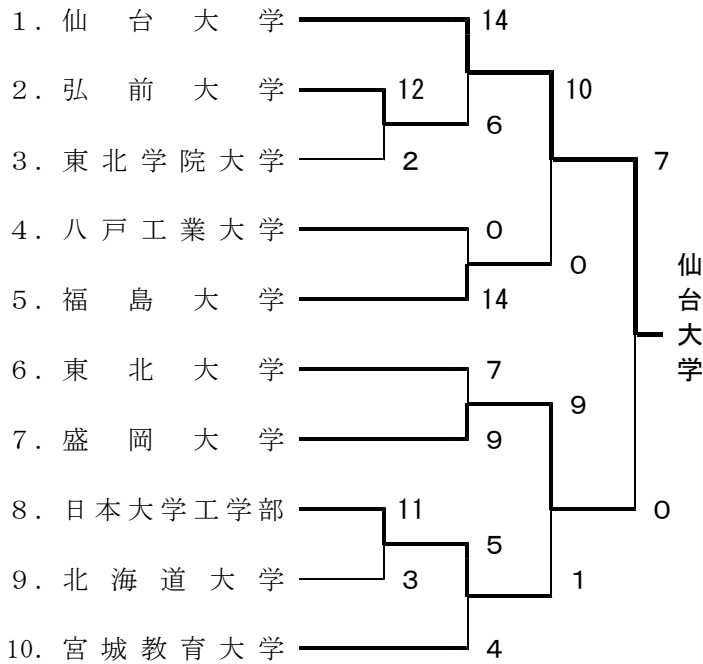 1. 仙台大学 14
10
2. 弘前大学 12
6
3. 東北学院大学 2
7
4. 八戸工業大学 0
0
5. 福島大学 14
仙台大学
6. 東北大学 7
9
7. 盛岡大学 9
8. 日本大学工学部 11
0
5
9. 北海道大学 3
1
10. 宮城教育大学 4